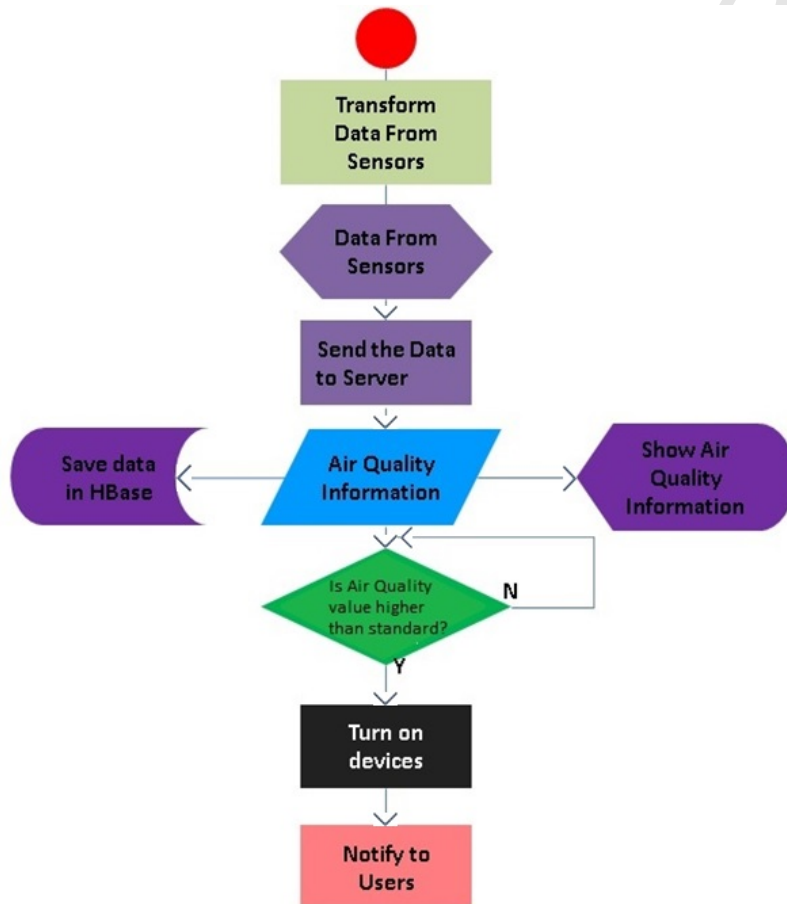 Transform
Data From
Sensors
Data From
Sensors
Send the Data
to Server
Save data
in HBase
Air Quality
Information
Show Air
Quality
Information
Is Air Quality
value higher
than standard?
N
Y
Turn on
devices
Notify to
Users